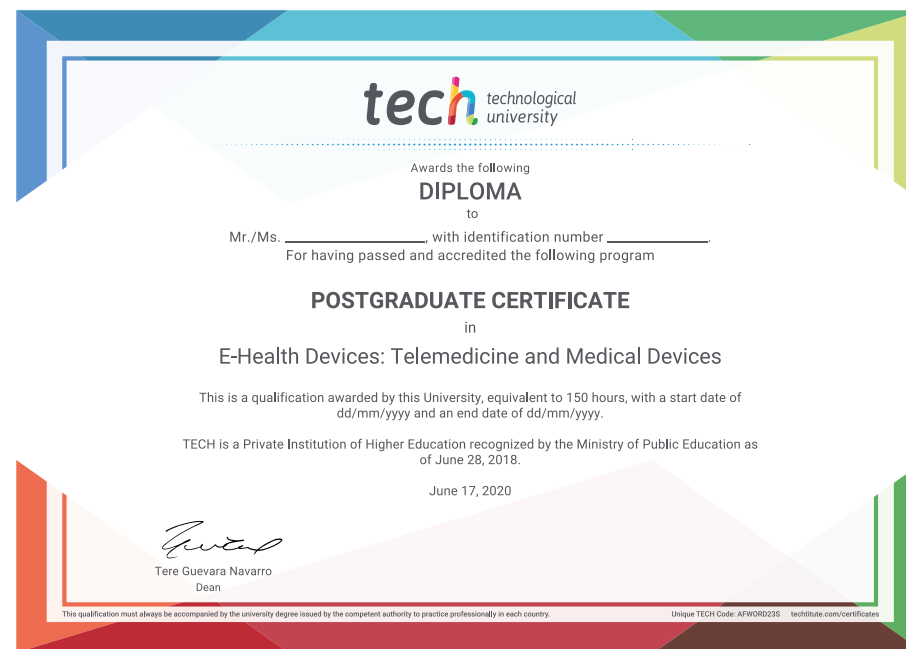 tech technological
university
Awards the following
DIPLOMA
to
Mr./Ms. ____________________, with identification number ________________.
For having passed and accredited the following program
POSTGRADUATE CERTIFICATE
in
E-Health Devices: Telemedicine and Medical Devices
This is a qualification awarded by this University, equivalent to 150 hours, with a start date of
dd/mm/yyyy and an end date of dd/mm/yyyy.
TECH is a Private Institution of Higher Education recognized by the Ministry of Public Education as
of June 28, 2018.
June 17, 2020
Tere Guevara Navarro
Dean
This qualification must always be accompanied by the university degree issued by the competent authority to practice professionally in each country. Unique TECH Code: AFWORD23S techtitute.com/certificates